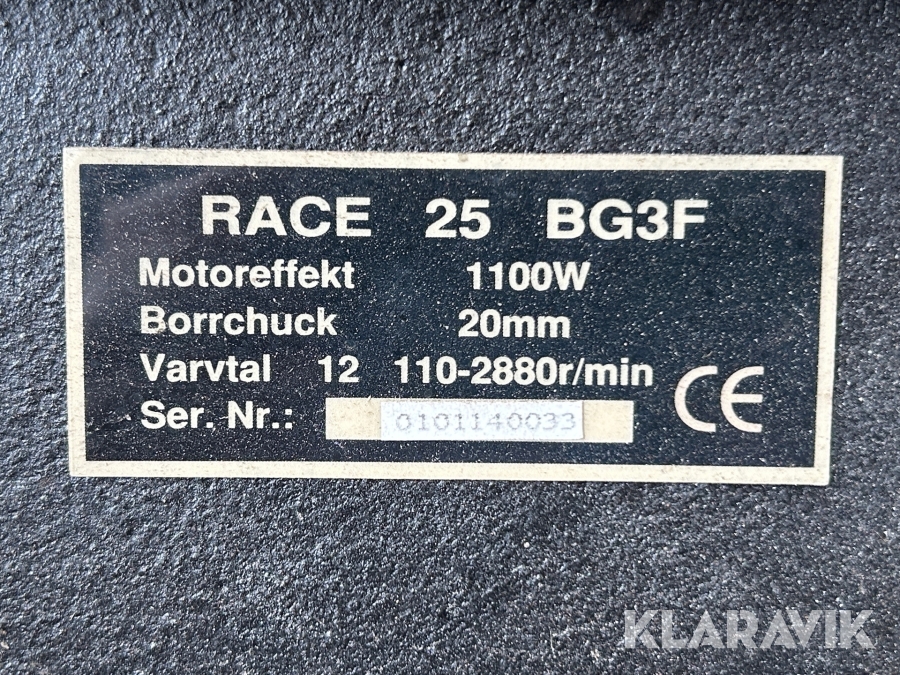 RACE 25 BG3F
Motoreffekt 1100W
Borrchuck 20mm
Varvtal 12 110-2880r/min
Ser. Nr.: 0101140033
CE
KLARAVIK